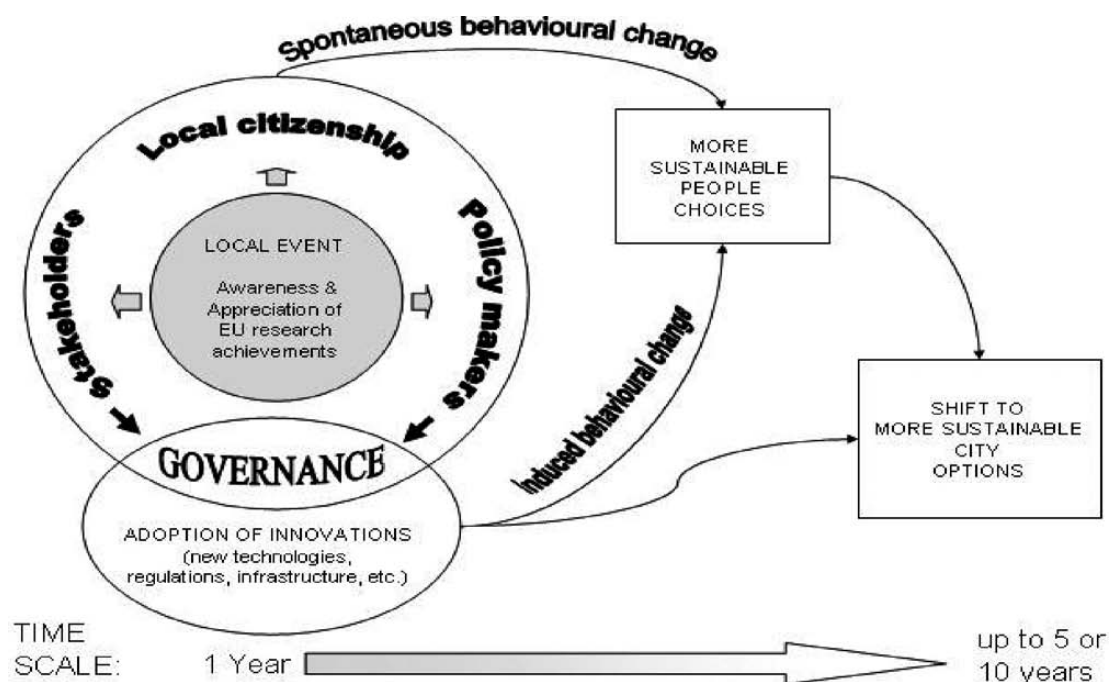 Spontaneous behavioural change
Local citizenship
Stakeholders
Policy makers
LOCAL EVENT
Awareness &
Appreciation of
EU research
achievements
GOVERNANCE
ADOPTION OF INNOVATIONS
(new technologies,
regulations, infrastructure, etc.)
Induced behavioural change
MORE
SUSTAINABLE
PEOPLE
CHOICES
SHIFT TO
MORE SUSTAINABLE
CITY
OPTIONS
TIME
SCALE:
1 Year
up to 5 or
10 years